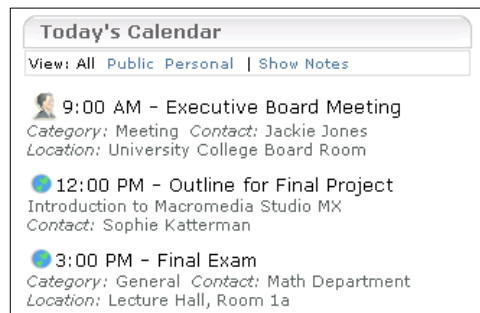 Today's Calendar
View: All Public Personal | Show Notes
9:00 AM - Executive Board Meeting
Category: Meeting Contact: Jackie Jones
Location: University College Board Room
12:00 PM - Outline for Final Project
Introduction to Macromedia Studio MX
Contact: Sophie Katterman
3:00 PM - Final Exam
Category: General Contact: Math Department
Location: Lecture Hall, Room 1a